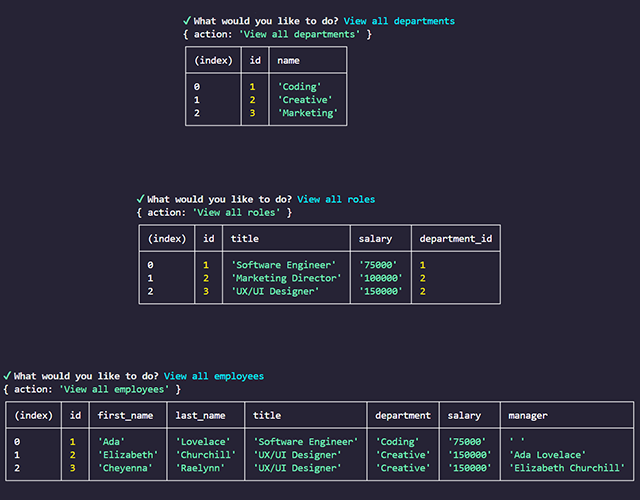 ✓ What would you like to do? View all departments
{ action: 'View all departments' }
(index) id name
0 1 'Coding'
1 2 'Creative'
2 3 'Marketing'
✓ What would you like to do? View all roles
{ action: 'View all roles' }
(index) id title salary department_id
0 1 'Software Engineer' '75000' 1
1 2 'Marketing Director' '100000' 2
2 3 'UX/UI Designer' '150000' 2
✓ What would you like to do? View all employees
{ action: 'View all employees' }
(index) id first_name last_name title department salary manager
0 1 'Ada' 'Lovelace' 'Software Engineer' 'Coding' '75000' ' '
1 2 'Elizabeth' 'Churchill' 'UX/UI Designer' 'Creative' '150000' 'Ada Lovelace'
2 3 'Cheyenna' 'Raelynn' 'UX/UI Designer' 'Creative' '150000' 'Elizabeth Churchill'